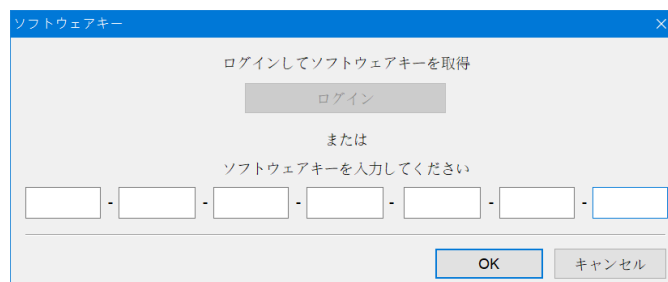 ソフトウェアキー
ログインしてソフトウェアキーを取得
ログイン
または
ソフトウェアキーを入力してください
- - - - - -
OK キャンセル